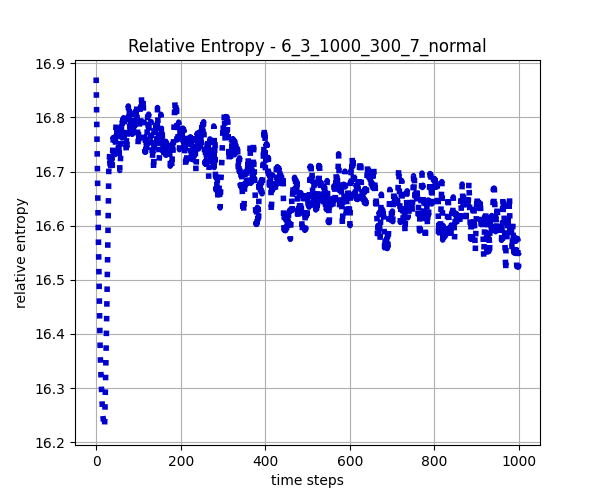 Relative Entropy - 6_3_1000_300_7_normal
relative entropy
16.9
16.8
16.7
16.6
16.5
16.4
16.3
16.2
0 200 400 600 800 1000
time steps